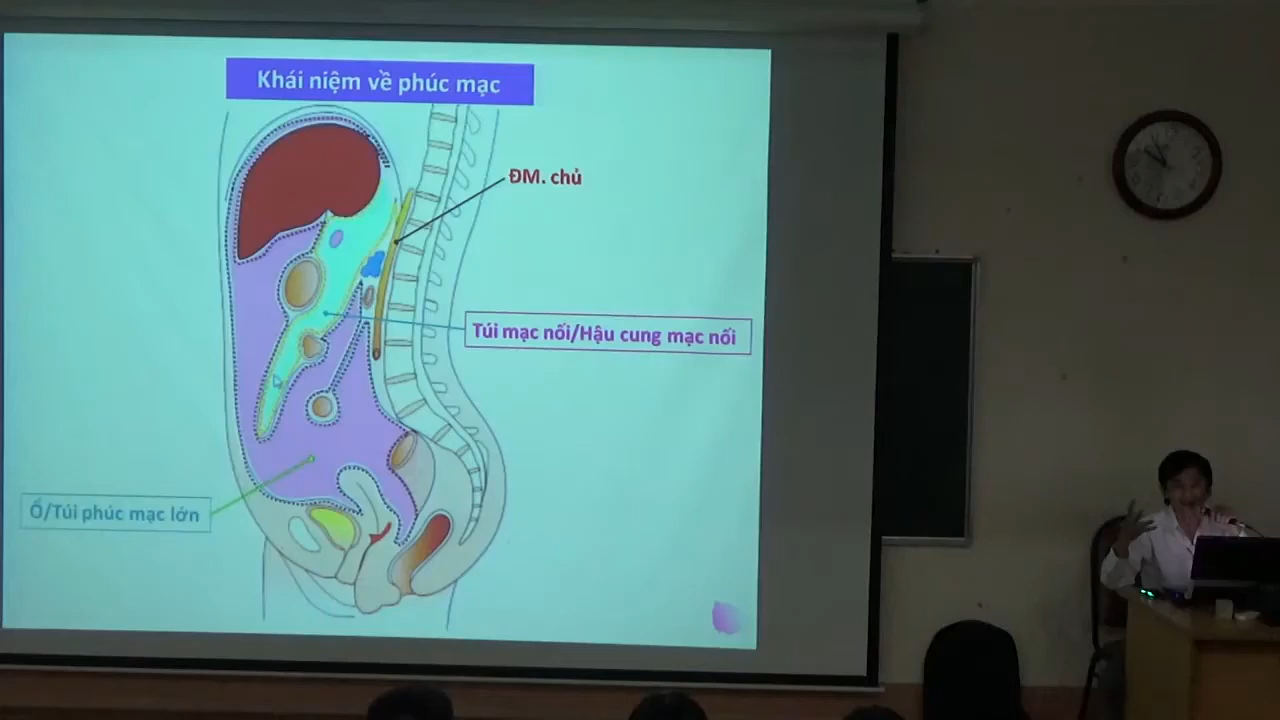 Khái niệm về phúc mạc
ĐM. chủ
Túi mạc nối/Hậu cung mạc nối
Ổ/Túi phúc mạc lớn